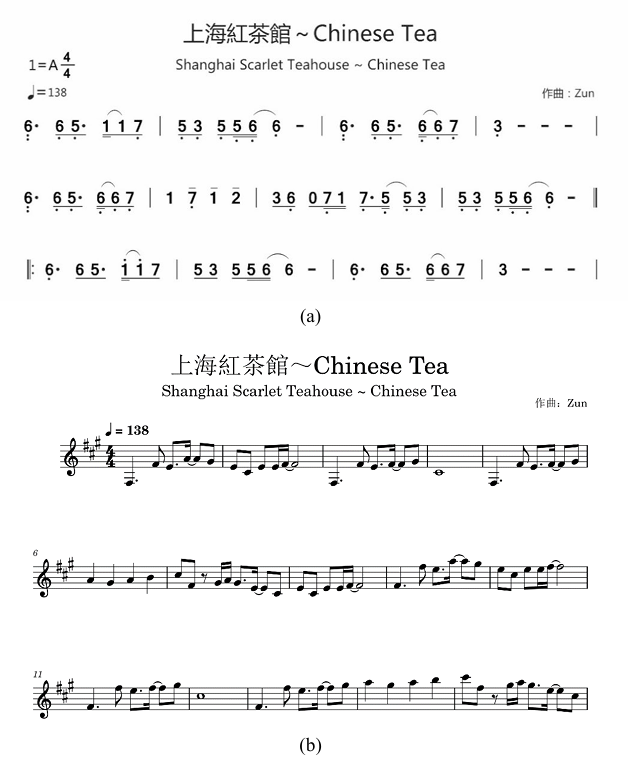 上海紅茶館～Chinese Tea
1=A 4/4
Shanghai Scarlet Teahouse ~ Chinese Tea
♩=138
作曲：Zun
6· 6 5· 1 1 7 | 5 3 5 5 6 6 – | 6· 6 5· 6 6 7 | 3 – – – |
6· 6 5· 6 6 7 | 1 7 1 2 | 3 6 0 7 1 7· 5 5 3 | 5 3 5 5 6 6 – ‖
‖: 6· 6 5· 1 1 7 | 5 3 5 5 6 6 – | 6· 6 5· 6 6 7 | 3 – – – |
(a)
上海紅茶館～Chinese Tea
Shanghai Scarlet Teahouse ~ Chinese Tea
作曲：Zun
♩ = 138
4/4
6
11
(b)